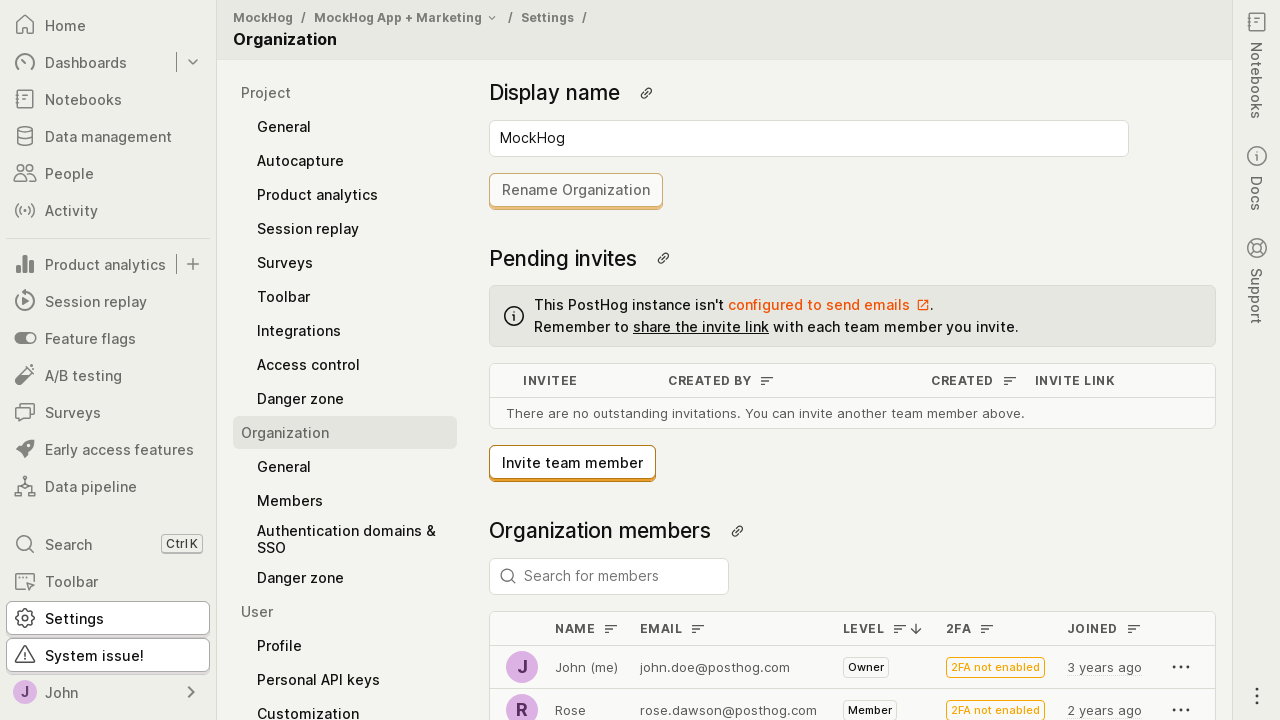 Home
Dashboards
Notebooks
Data management
People
Activity
Product analytics
Session replay
Feature flags
A/B testing
Surveys
Early access features
Data pipeline
Search
Ctrl K
Toolbar
Settings
System issue!
J John
MockHog / MockHog App + Marketing / Settings /
Organization
Project
General
Autocapture
Product analytics
Session replay
Surveys
Toolbar
Integrations
Access control
Danger zone
Organization
General
Members
Authentication domains &
SSO
Danger zone
User
Profile
Personal API keys
Customization
Display name
MockHog
Rename Organization
Pending invites
This PostHog instance isn't configured to send emails.
Remember to share the invite link with each team member you invite.
INVITEE CREATED BY CREATED INVITE LINK
There are no outstanding invitations. You can invite another team member above.
Invite team member
Organization members
Search for members
NAME EMAIL LEVEL 2FA JOINED
J John (me) john.doe@posthog.com Owner 2FA not enabled 3 years ago
R Rose rose.dawson@posthog.com Member 2FA not enabled 2 years ago
Notebooks
Docs
Support